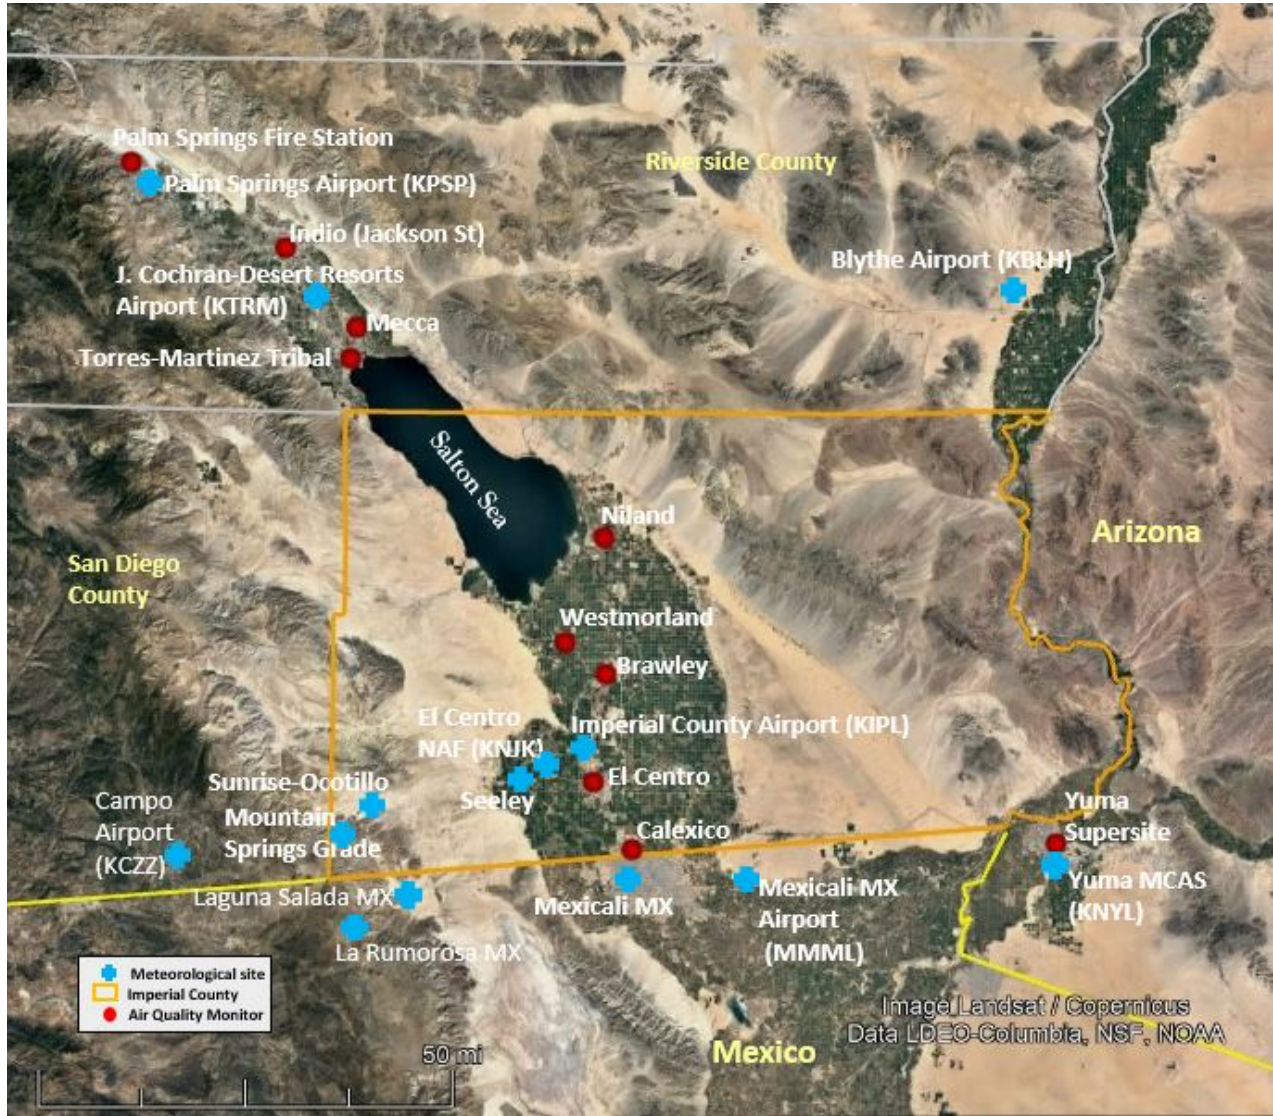 Palm Springs Fire Station
Riverside County
Palm Springs Airport (KPSP)
Indio (Jackson St)
Blythe Airport (KBLH)
J. Cochran-Desert Resorts
Airport (KTRM)
Mecca
Torres-Martinez Tribal
Salton Sea
Niland
Arizona
San Diego
County
Westmorland
Brawley
El Centro
NAF (KNJK)
Imperial County Airport (KIPL)
El Centro
Sunrise-Ocotillo
Seeley
Campo
Airport
(KCZZ)
Mountain
Springs Grade
Calexico
Yuma
Supersite
Laguna Salada MX
Mexicali MX
Mexicali MX
Airport
(MMML)
Yuma MCAS
(KNYL)
La Rumorosa MX
Meteorological site
Imperial County
Air Quality Monitor
Image Landsat / Copernicus
Data LDEO-Columbia, NSF, NOAA
50 mi
Mexico